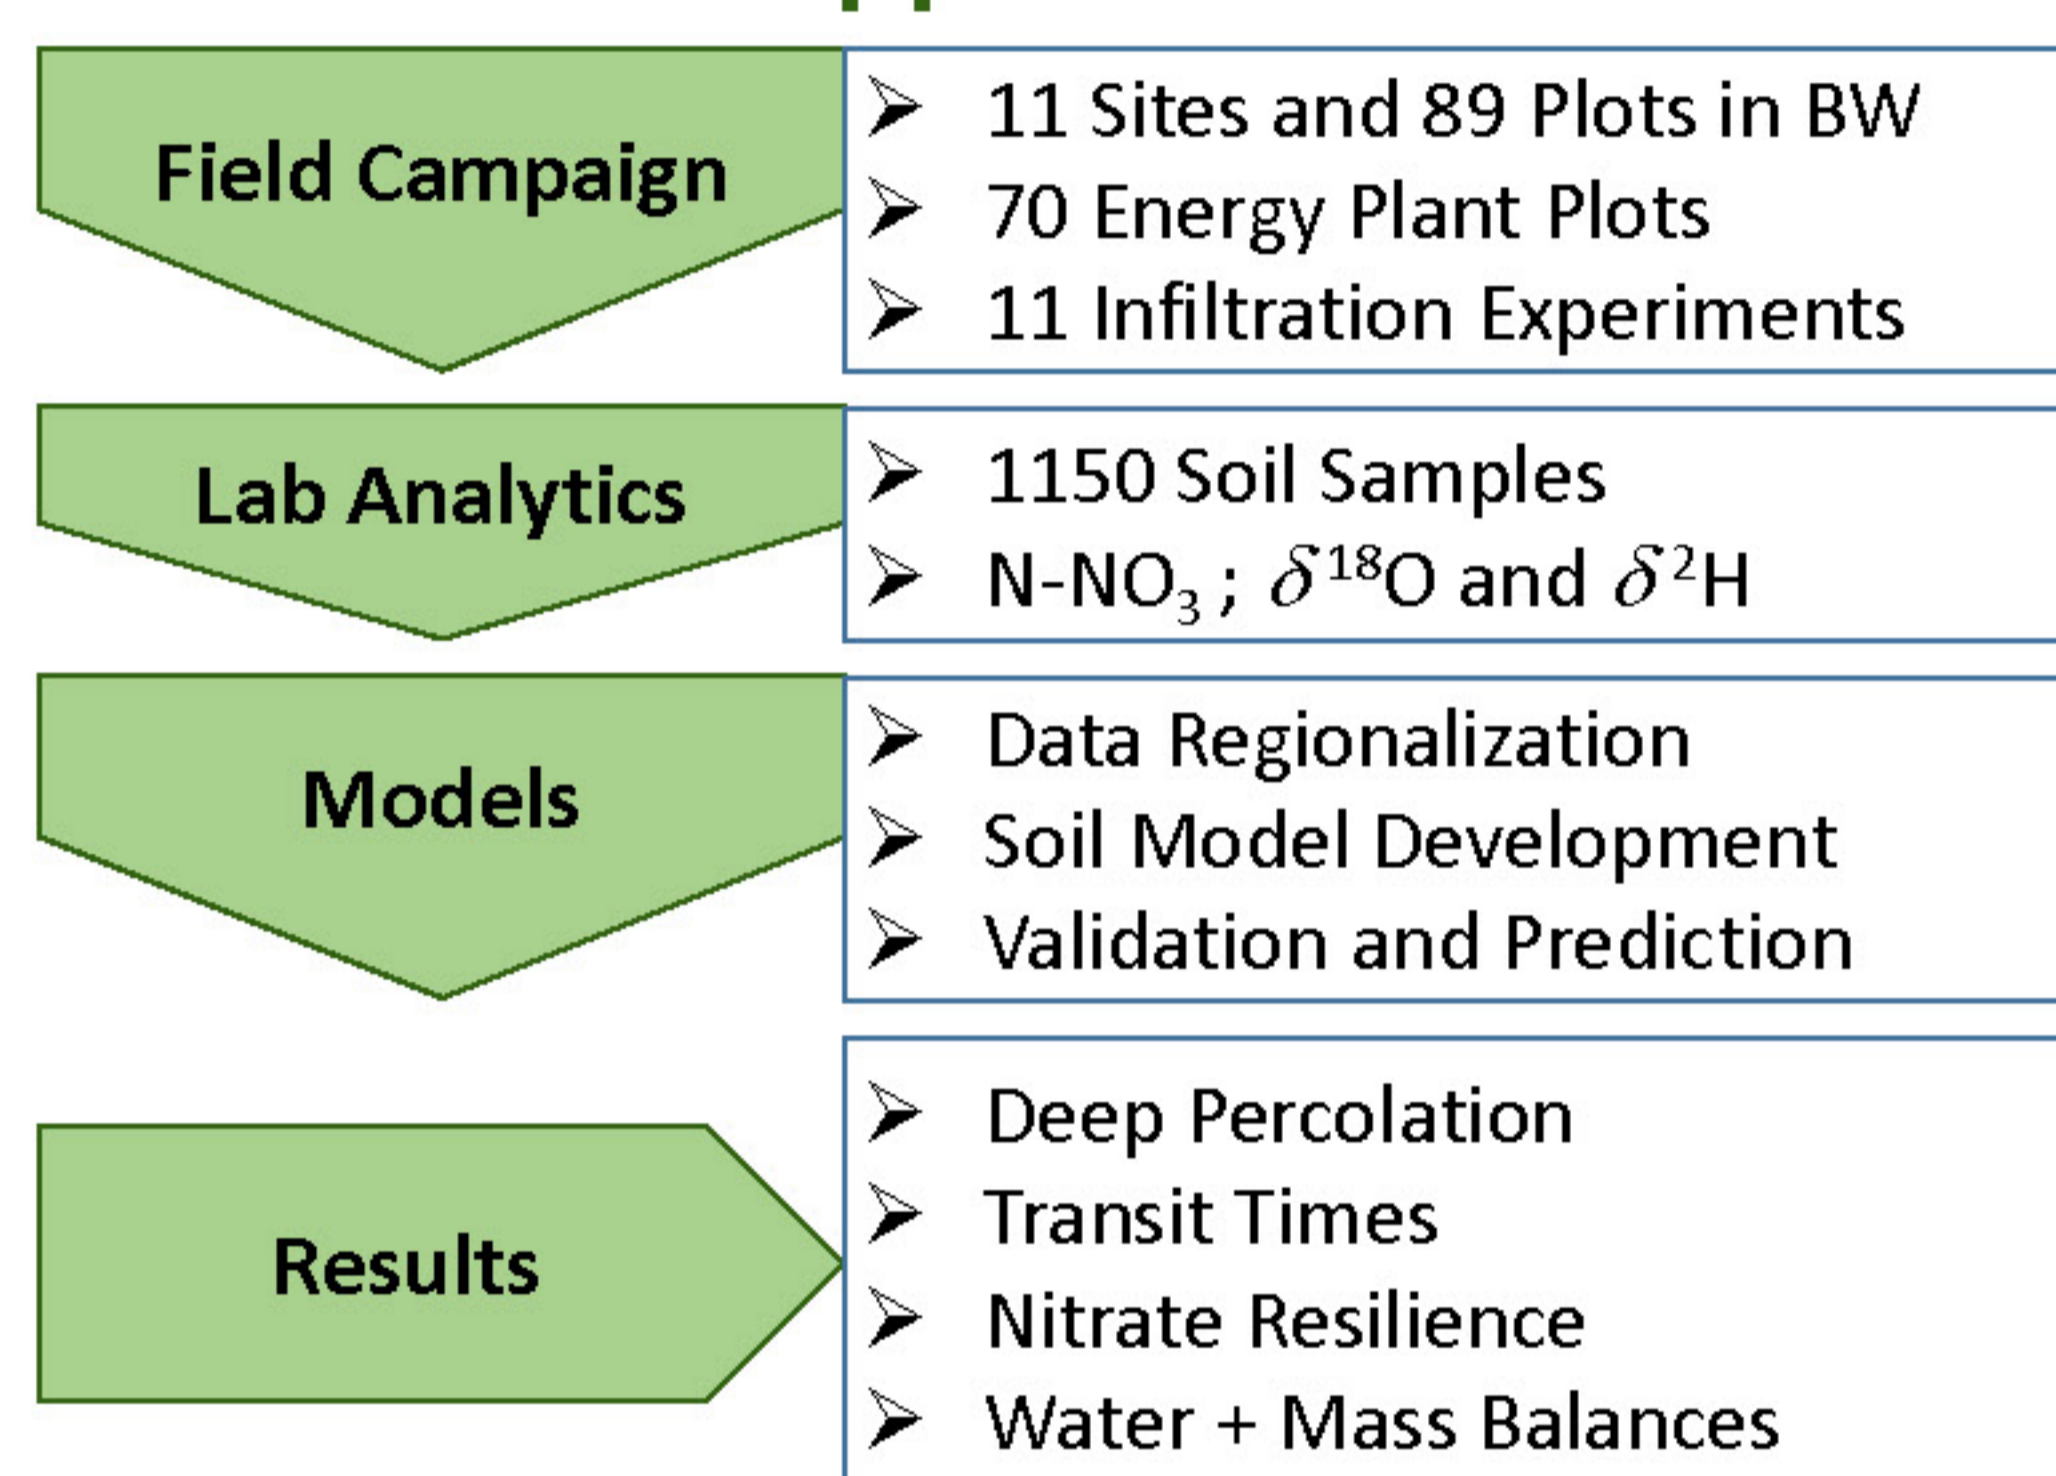 Field Campaign
11 Sites and 89 Plots in BW
70 Energy Plant Plots
11 Infiltration Experiments
Lab Analytics
1150 Soil Samples
N-NO₃ ; δ¹⁸O and δ²H
Models
Data Regionalization
Soil Model Development
Validation and Prediction
Results
Deep Percolation
Transit Times
Nitrate Resilience
Water + Mass Balances